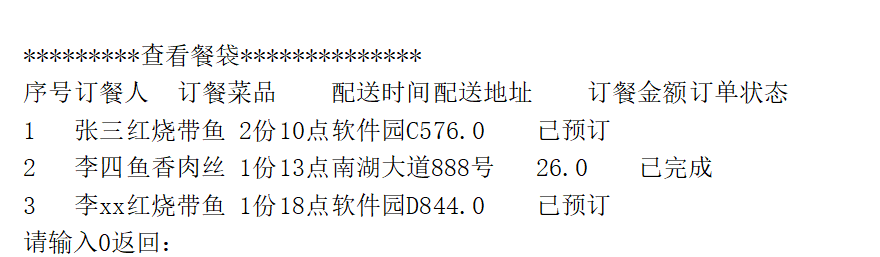 *********查看餐袋**************
序号订餐人 订餐菜品 配送时间配送地址 订餐金额订单状态
1 张三红烧带鱼 2份10点软件园C576.0 已预订
2 李四鱼香肉丝 1份13点南湖大道888号 26.0 已完成
3 李xx红烧带鱼 1份18点软件园D844.0 已预订
请输入0返回：